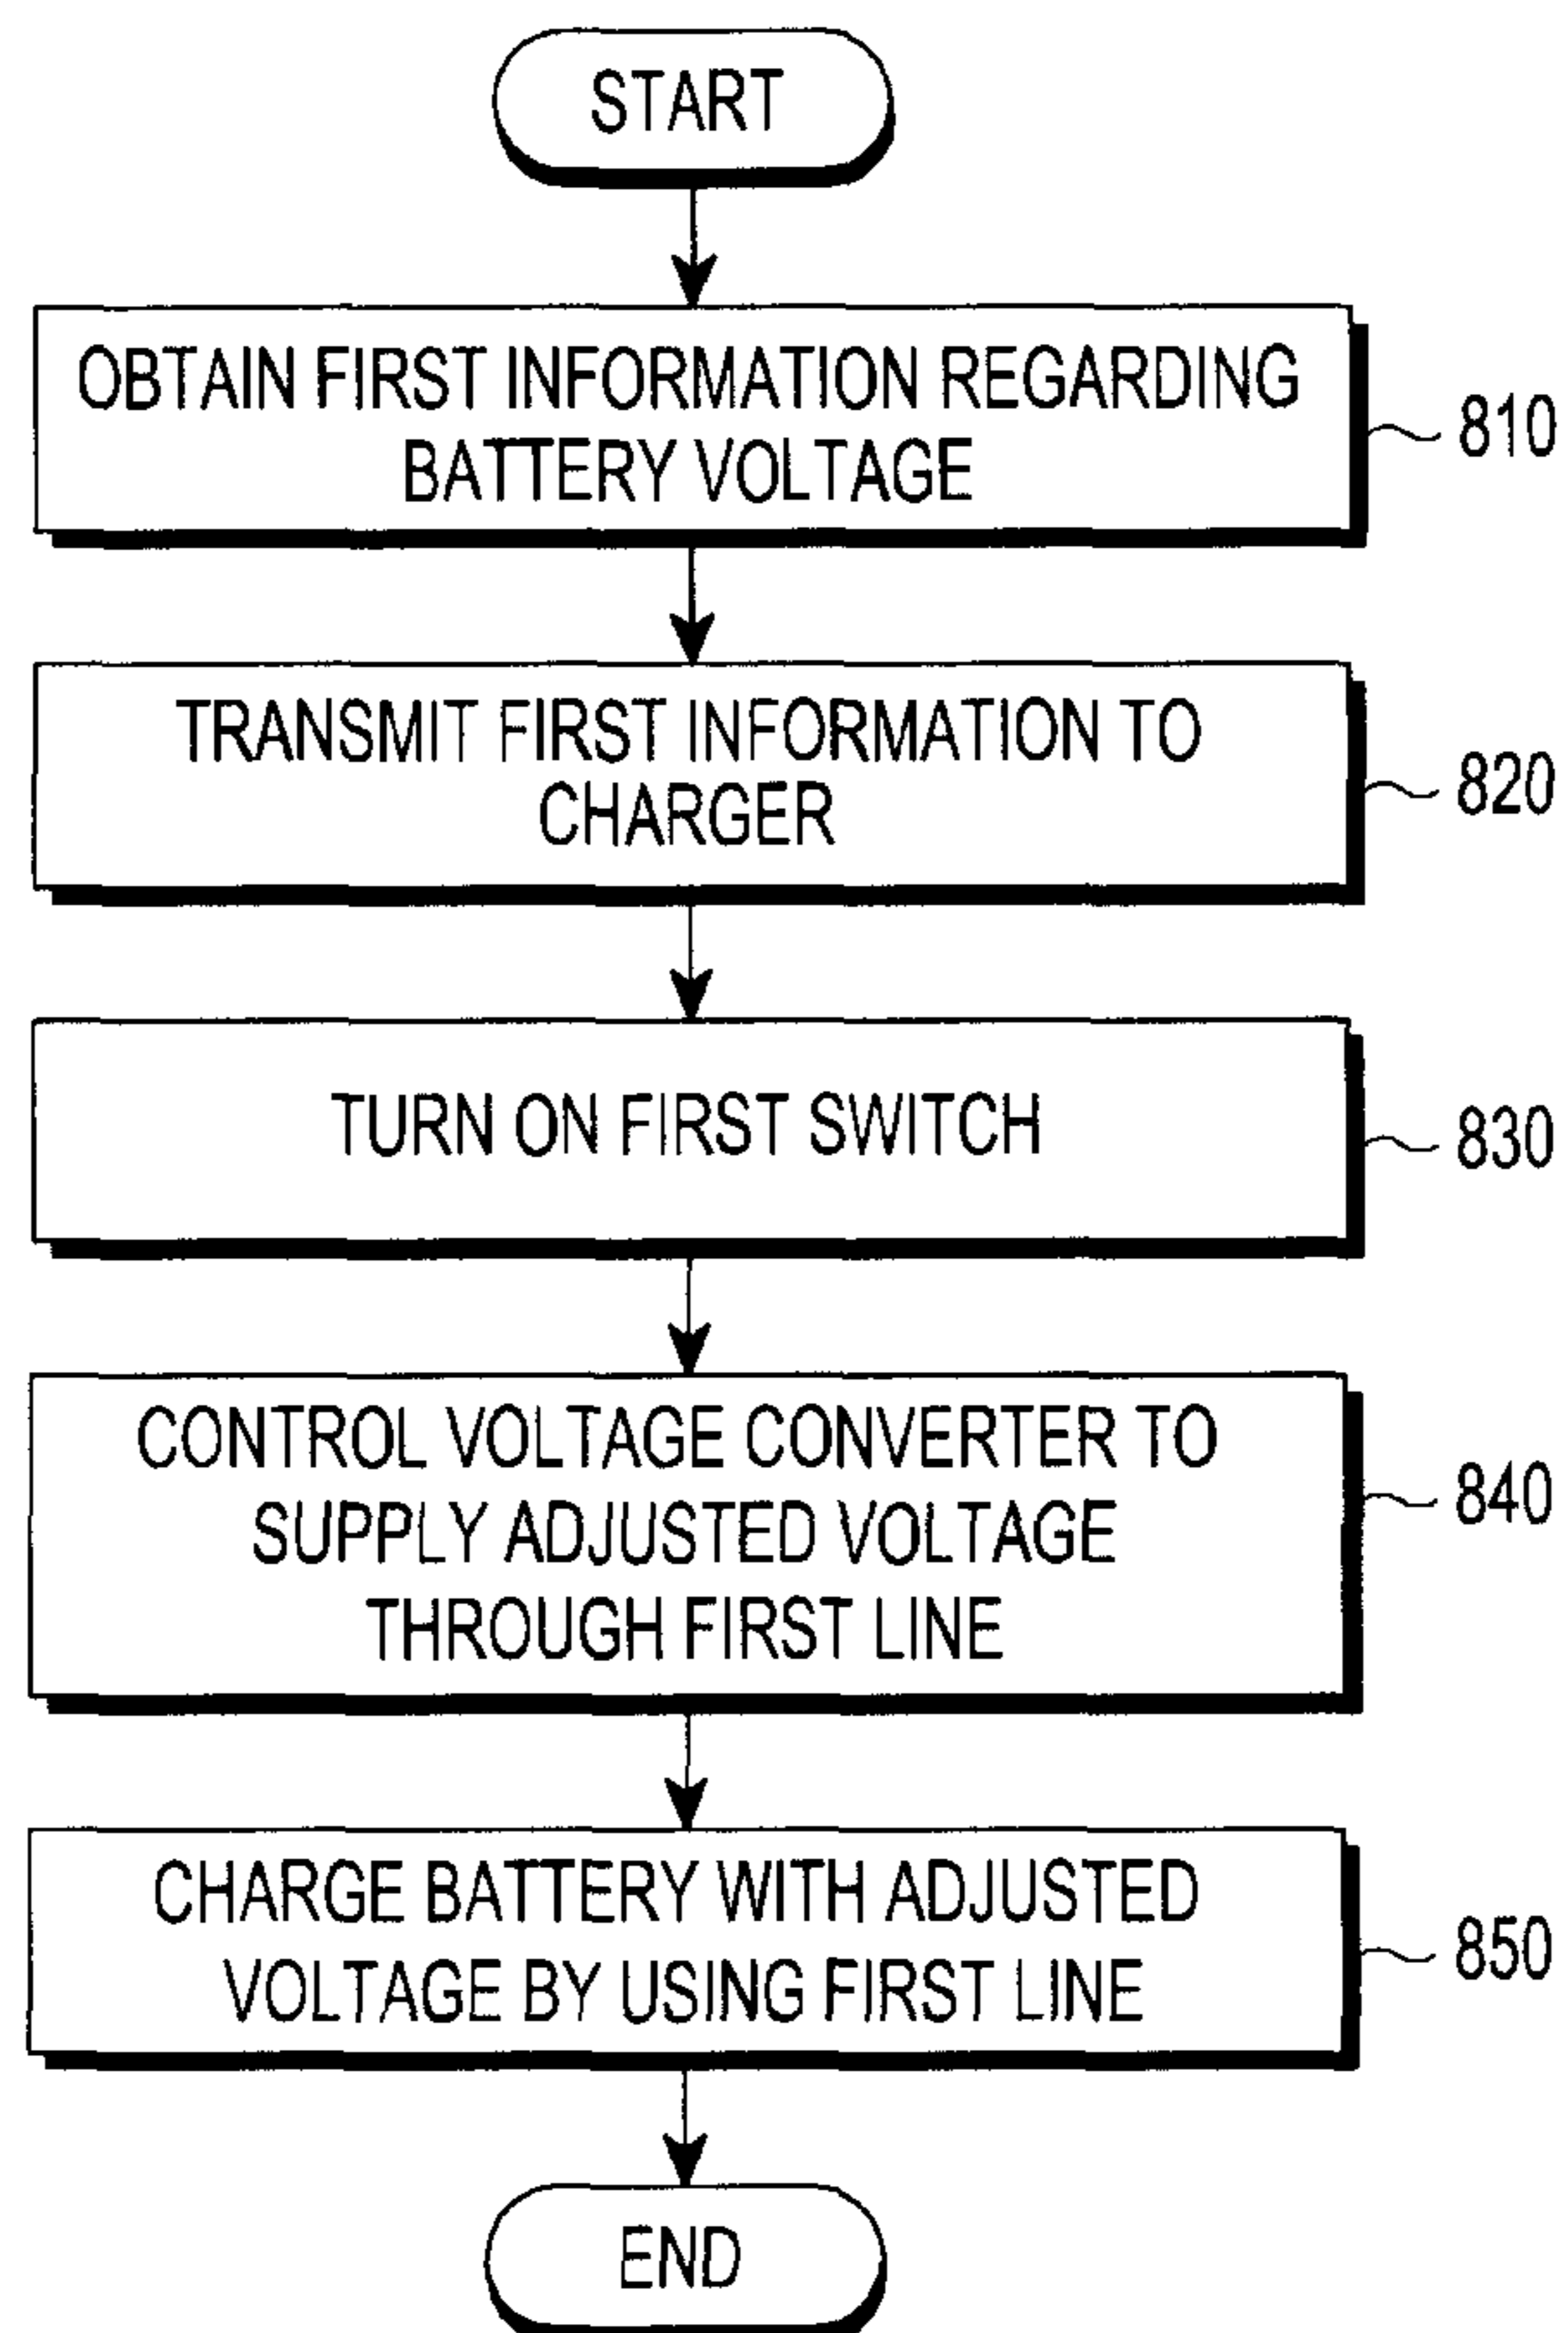 START
OBTAIN FIRST INFORMATION REGARDING
BATTERY VOLTAGE
810
TRANSMIT FIRST INFORMATION TO
CHARGER
820
TURN ON FIRST SWITCH
830
CONTROL VOLTAGE CONVERTER TO
SUPPLY ADJUSTED VOLTAGE
THROUGH FIRST LINE
840
CHARGE BATTERY WITH ADJUSTED
VOLTAGE BY USING FIRST LINE
850
END